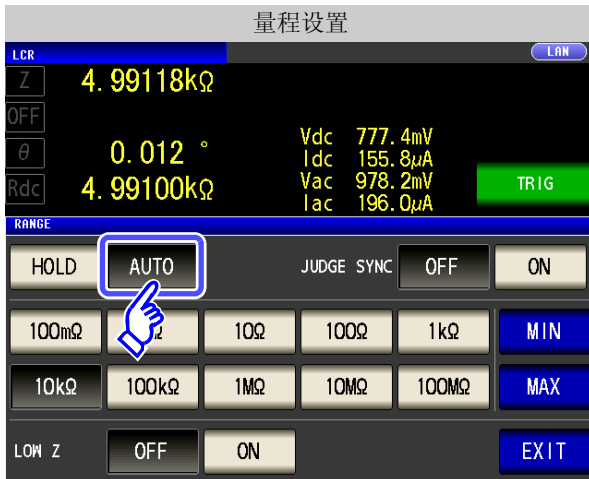 量程设置
LCR LAN
Z 4.99118kΩ
OFF
θ 0.012 ° Vdc 777.4mV
Idc 155.8μA
Rdc 4.99100kΩ Vac 978.2mV TRIG
Iac 196.0μA
RANGE
HOLD AUTO JUDGE SYNC OFF ON
100mΩ 10Ω 100Ω 1kΩ MIN
10kΩ 100kΩ 1MΩ 10MΩ 100MΩ MAX
LOW Z OFF ON EXIT